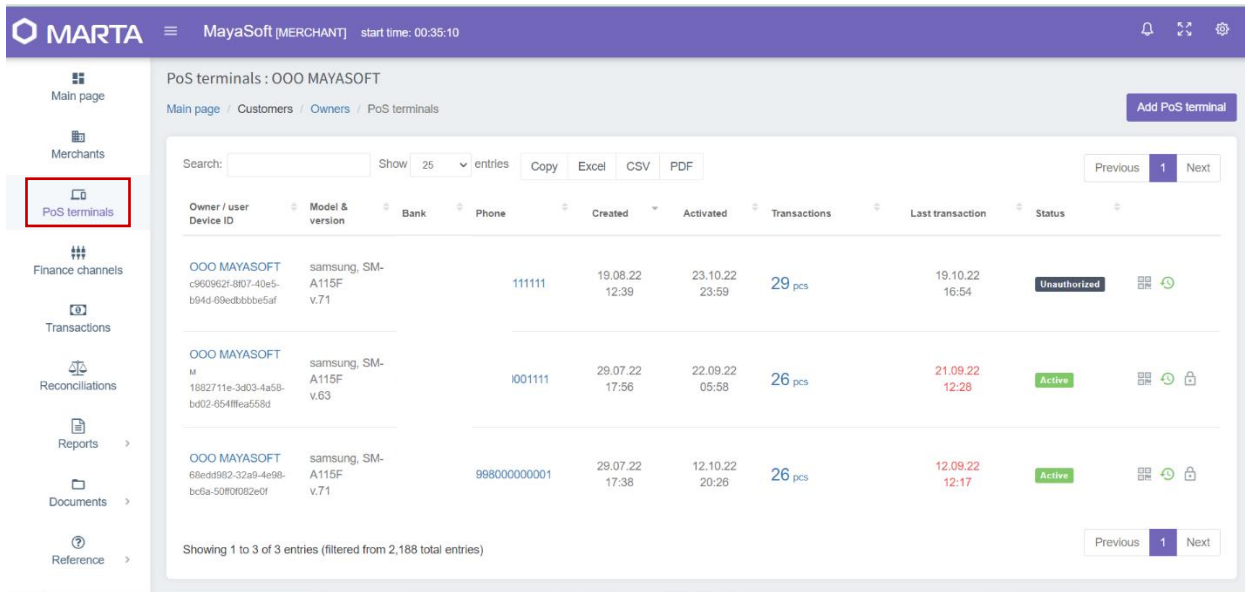 MARTA
MayaSoft [MERCHANT] start time: 00:35:10
Main page
Merchants
PoS terminals
Finance channels
Transactions
Reconciliations
Reports
Documents
Reference
PoS terminals : OOO MAYASOFT
Main page / Customers / Owners / PoS terminals
Add PoS terminal
Search: Show 25 entries Copy Excel CSV PDF
Previous 1 Next
Owner / user Device ID Model & version Bank Phone Created Activated Transactions Last transaction Status
OOO MAYASOFT
c960962f-8f07-40e5-
b94d-69edbbbbe5af
samsung, SM-
A115F
v.71
111111
19.08.22
12:39
23.10.22
23:59
29 pcs
19.10.22
16:54
Unauthorized
OOO MAYASOFT
м
1882711e-3d03-4a58-
bd02-654fffea558d
samsung, SM-
A115F
v.63
0001111
29.07.22
17:56
22.09.22
05:58
26 pcs
21.09.22
12:28
Active
OOO MAYASOFT
68edd982-32a9-4e98-
bc6a-50ff0f082e0f
samsung, SM-
A115F
v.71
998000000001
29.07.22
17:38
12.10.22
20:26
26 pcs
12.09.22
12:17
Active
Showing 1 to 3 of 3 entries (filtered from 2,188 total entries)
Previous 1 Next